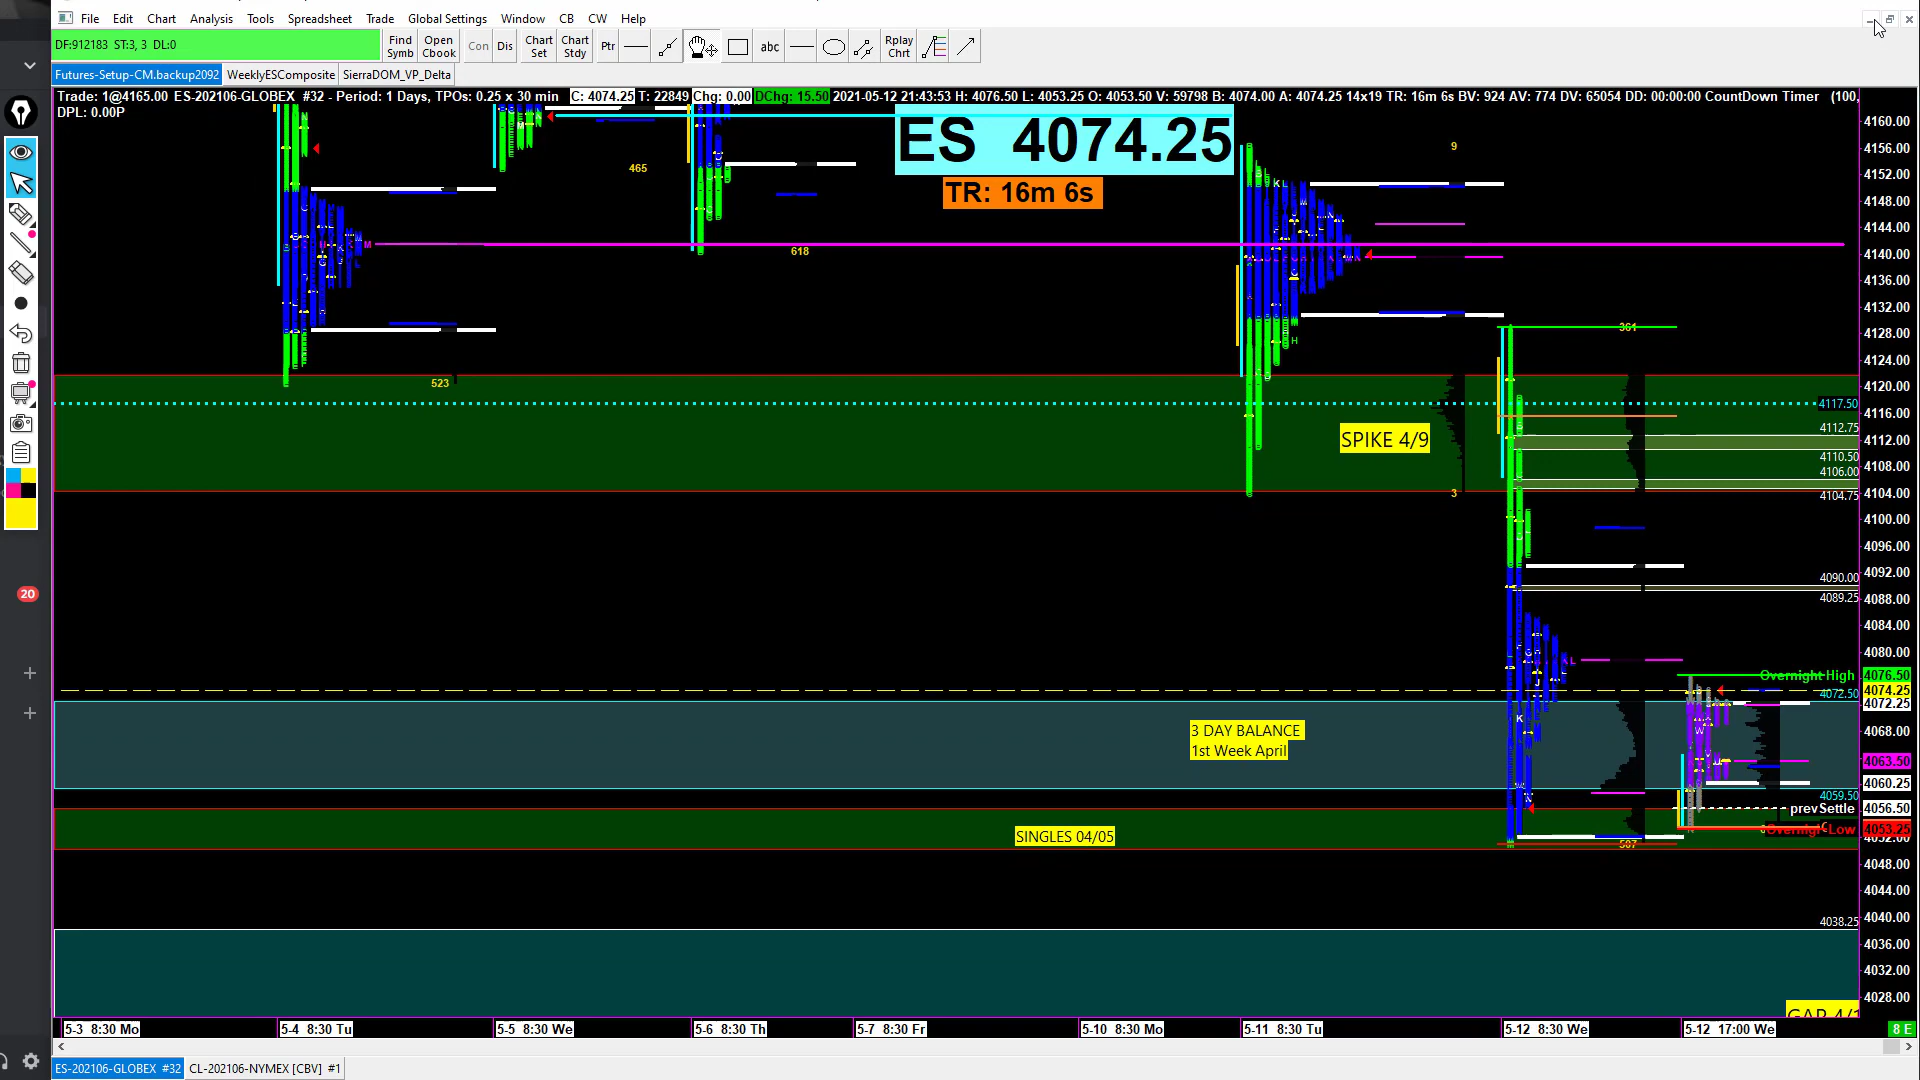 File Edit Chart Analysis Tools Spreadsheet Trade Global Settings Window CB CW Help
DF:912183 ST:3, 3 DL:0
Find Symb
Open Cbook
Con
Dis
Chart Set
Chart Stdy
Ptr
abc
Rplay Chrt
Futures-Setup-CM.backup2092 WeeklyESComposite SierraDOM_VP_Delta
Trade: 1@4165.00 ES-202106-GLOBEX #32 - Period: 1 Days, TPOs: 0.25 x 30 min C: 4074.25 T: 22849 Chg: 0.00 DChg: 15.50 2021-05-12 21:43:53 H: 4076.50 L: 4053.25 O: 4053.50 V: 59798 B: 4074.00 A: 4074.25 14x19 TR: 16m 6s BV: 924 AV: 774 DV: 65054 DD: 00:00:00 CountDown Timer (100,
DPL: 0.00P
ES 4074.25
TR: 16m 6s
465
618
523
9
3
361
507
SPIKE 4/9
3 DAY BALANCE
1st Week April
SINGLES 04/05
Overnight High
prevSettle
4117.50
4112.75
4110.50
4106.00
4104.75
4090.00
4089.25
4072.50
4059.50
4038.25
4160.00
4156.00
4152.00
4148.00
4144.00
4140.00
4136.00
4132.00
4128.00
4124.00
4120.00
4116.00
4112.00
4108.00
4104.00
4100.00
4096.00
4092.00
4088.00
4084.00
4080.00
4076.50
4074.25
4072.25
4068.00
4063.50
4060.25
4056.50
4053.25
4052.00
4048.00
4044.00
4040.00
4036.00
4032.00
4028.00
20
5-3 8:30 Mo
5-4 8:30 Tu
5-5 8:30 We
5-6 8:30 Th
5-7 8:30 Fr
5-10 8:30 Mo
5-11 8:30 Tu
5-12 8:30 We
5-12 17:00 We
8 E
ES-202106-GLOBEX #32 CL-202106-NYMEX [CBV] #1